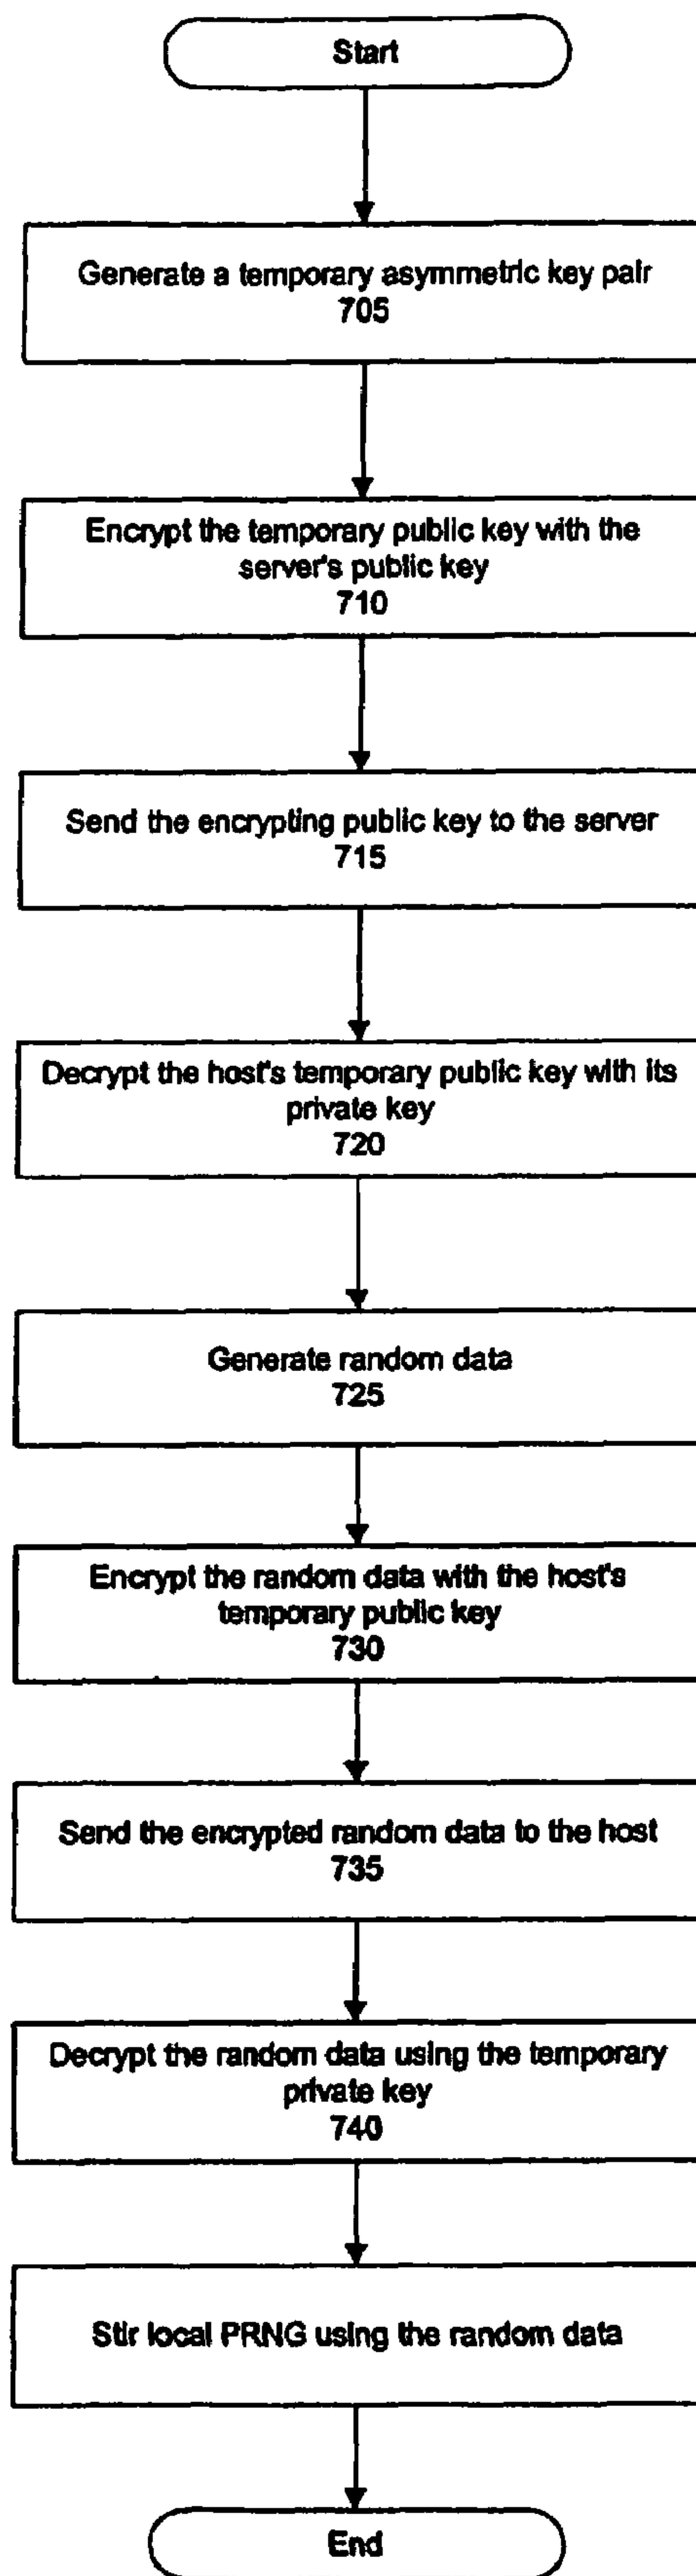 Start
Generate a temporary asymmetric key pair
705
Encrypt the temporary public key with the
server's public key
710
Send the encrypting public key to the server
715
Decrypt the host's temporary public key with its
private key
720
Generate random data
725
Encrypt the random data with the host's
temporary public key
730
Send the encrypted random data to the host
735
Decrypt the random data using the temporary
private key
740
Stir local PRNG using the random data
End